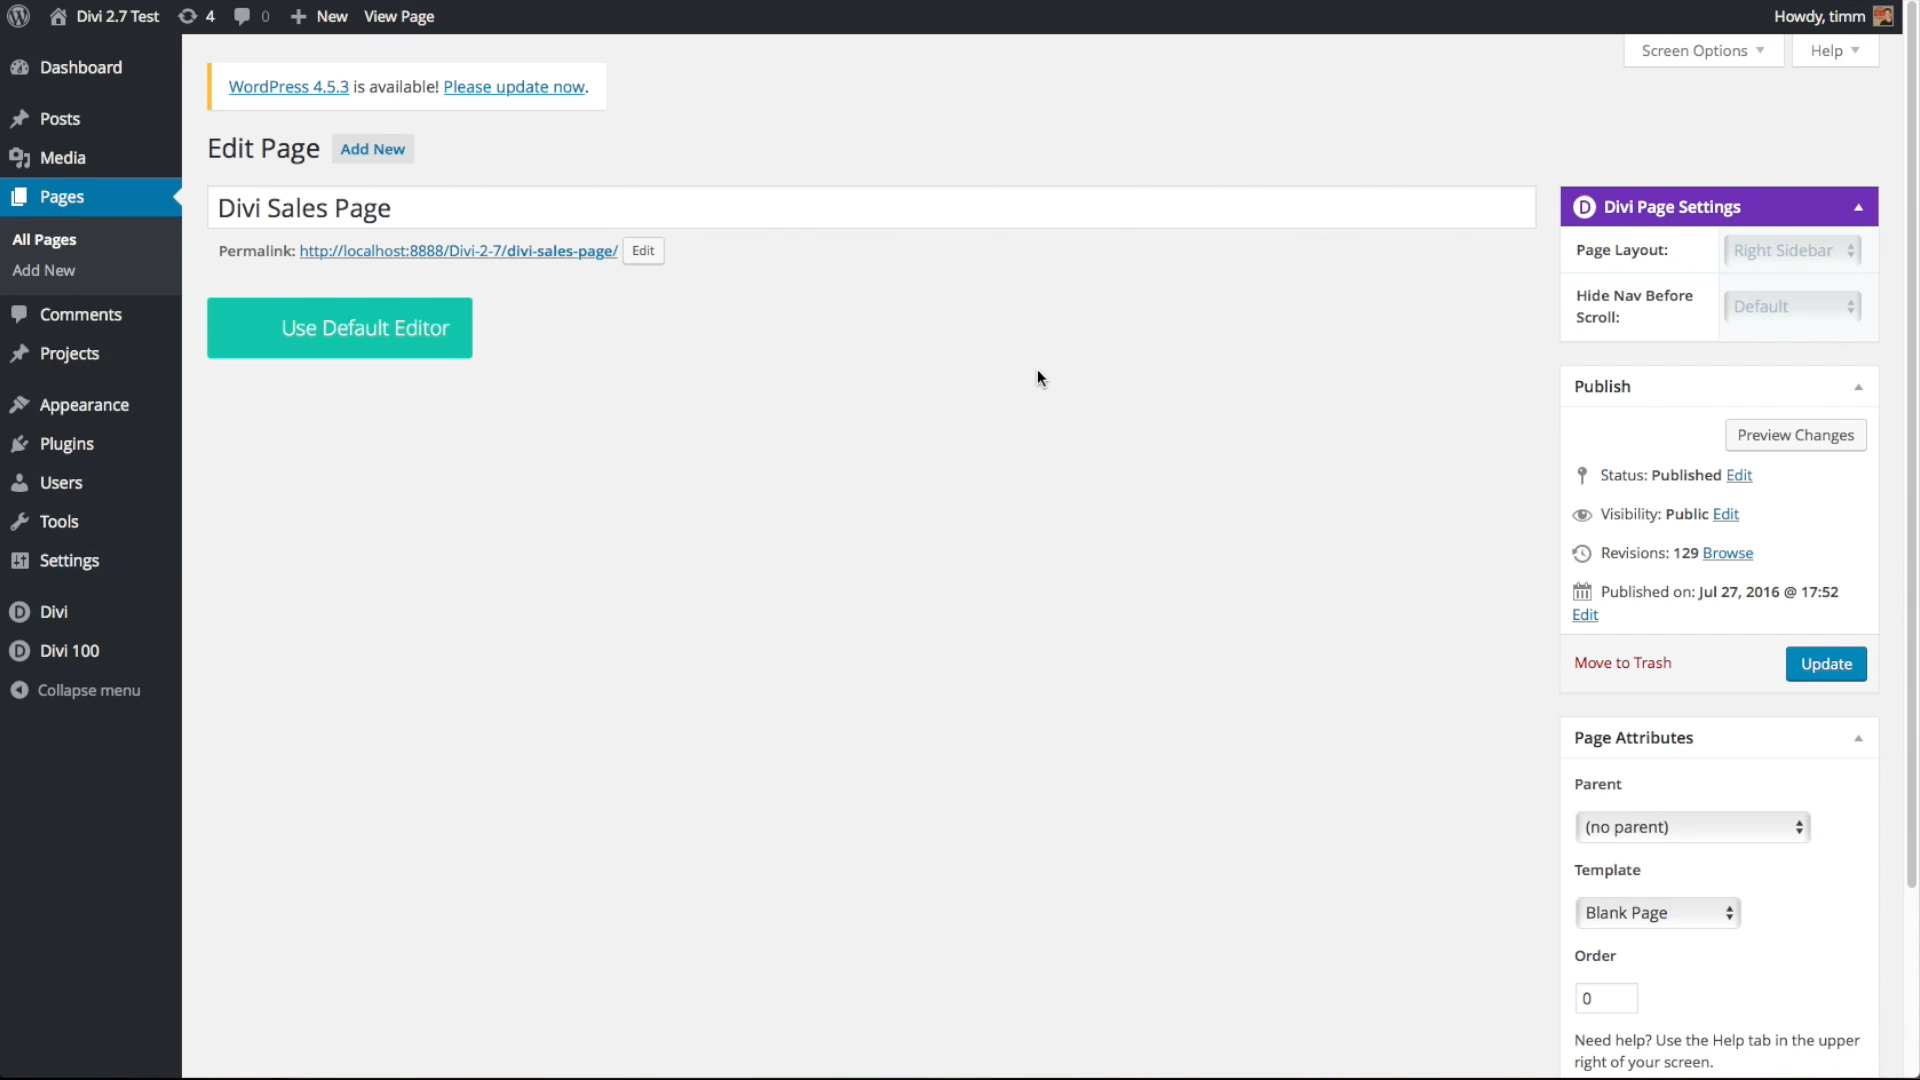 Divi 2.7 Test 4 0 New View Page Howdy, timm
Screen Options Help
Dashboard
Posts
Media
Pages
All Pages
Add New
Comments
Projects
Appearance
Plugins
Users
Tools
Settings
Divi
Divi 100
Collapse menu
WordPress 4.5.3 is available! Please update now.
Edit Page Add New
Divi Sales Page
Permalink: http://localhost:8888/Divi-2-7/divi-sales-page/ Edit
Use Default Editor
Divi Page Settings
Page Layout: Right Sidebar
Hide Nav Before
Scroll:
Default
Publish
Preview Changes
Status: Published Edit
Visibility: Public Edit
Revisions: 129 Browse
Published on: Jul 27, 2016 @ 17:52
Edit
Move to Trash Update
Page Attributes
Parent
(no parent)
Template
Blank Page
Order
0
Need help? Use the Help tab in the upper
right of your screen.